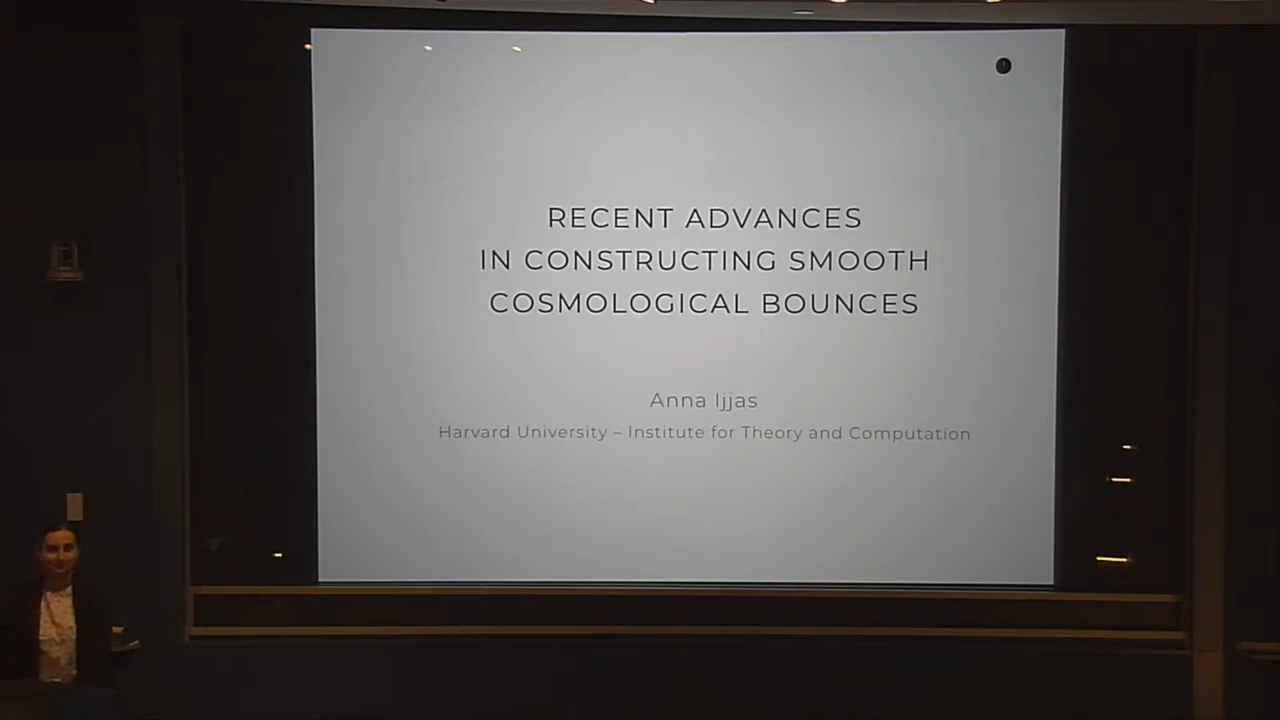 RECENT ADVANCES
IN CONSTRUCTING SMOOTH
COSMOLOGICAL BOUNCES
Anna Ijjas
Harvard University – Institute for Theory and Computation